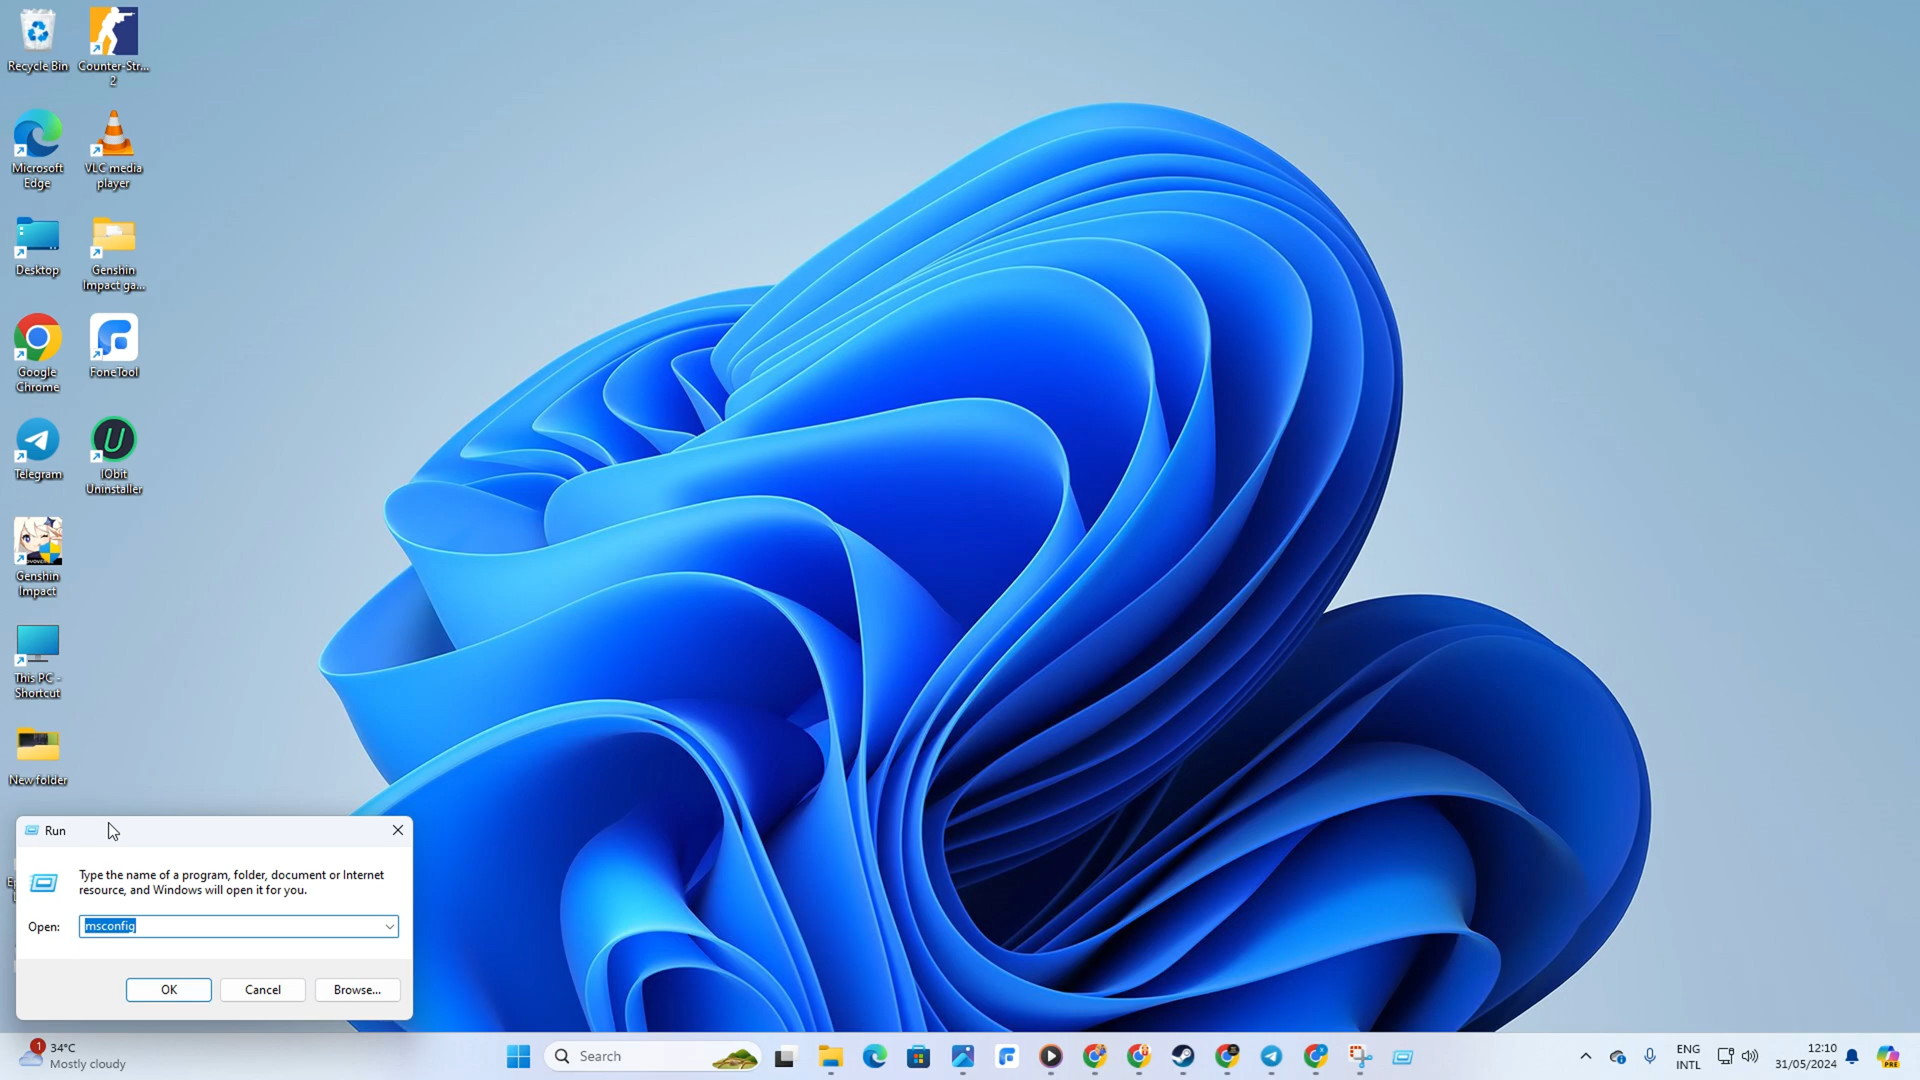 Recycle Bin
Counter-Str...
2
Microsoft
Edge
VLC media
player
Desktop
Genshin
Impact ga...
Google
Chrome
FoneTool
Telegram
IObit
Uninstaller
Genshin
Impact
This PC -
Shortcut
New folder
Run
Type the name of a program, folder, document or Internet
resource, and Windows will open it for you.
Open:
msconfig
OK
Cancel
Browse...
1
34°C
Mostly cloudy
Search
ENG
INTL
12:10
31/05/2024
PRE